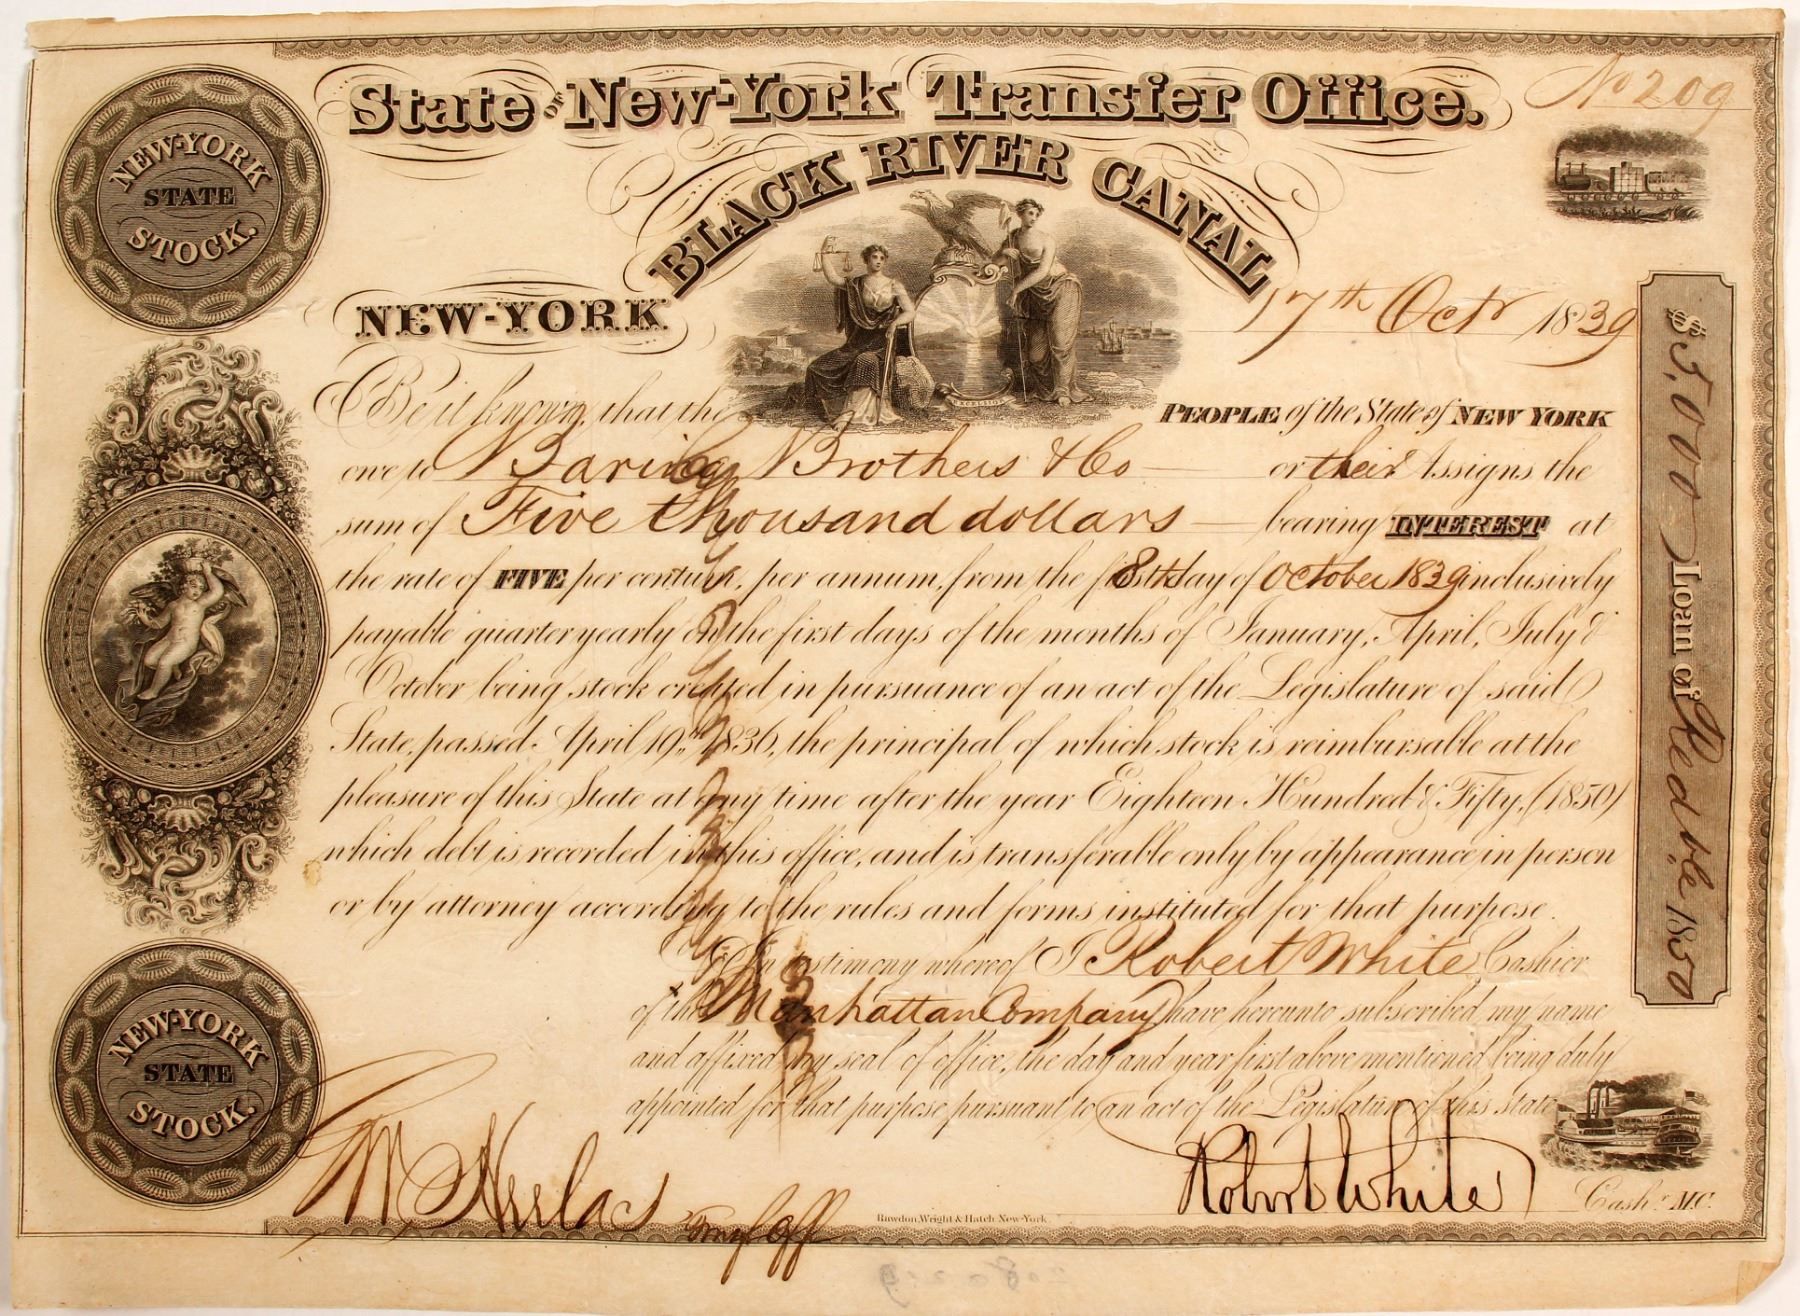 State OF New-York Transfer Office.
No 209
BLACK RIVER CANAL
NEW-YORK
STATE
STOCK.
NEW-YORK
17th Octr 1839
EXCELSIOR
Be it known, that the PEOPLE of the State of NEW YORK
owe to Baring Brothers & Co or their Assigns the
sum of Five thousand dollars bearing INTEREST at
the rate of FIVE per centum, per annum, from the 8th day of October 1839 inclusively
payable quarter yearly on the first days of the months of January, April, July &
October being stock created in pursuance of an act of the Legislature of said
State, passed April 19th 1836, the principal of which stock is reimbursable at the
pleasure of this State at any time after the year Eighteen Hundred & Fifty, (1850)
which debt is recorded in this office, and is transferable only by appearance in person
or by attorney according to the rules and forms instituted for that purpose.
In testimony whereof I Robert White Cashier
of the Manhattan Company have hereunto subscribed my name
and affixed my seal of office, the day and year first above mentioned being duly
appointed for that purpose pursuant to an act of the Legislature of this State
$5,000 Loan of Redble 1850
NEW-YORK
STATE
STOCK.
Robert White
Cashr M.C.
Rawdon, Wright & Hatch New-York.